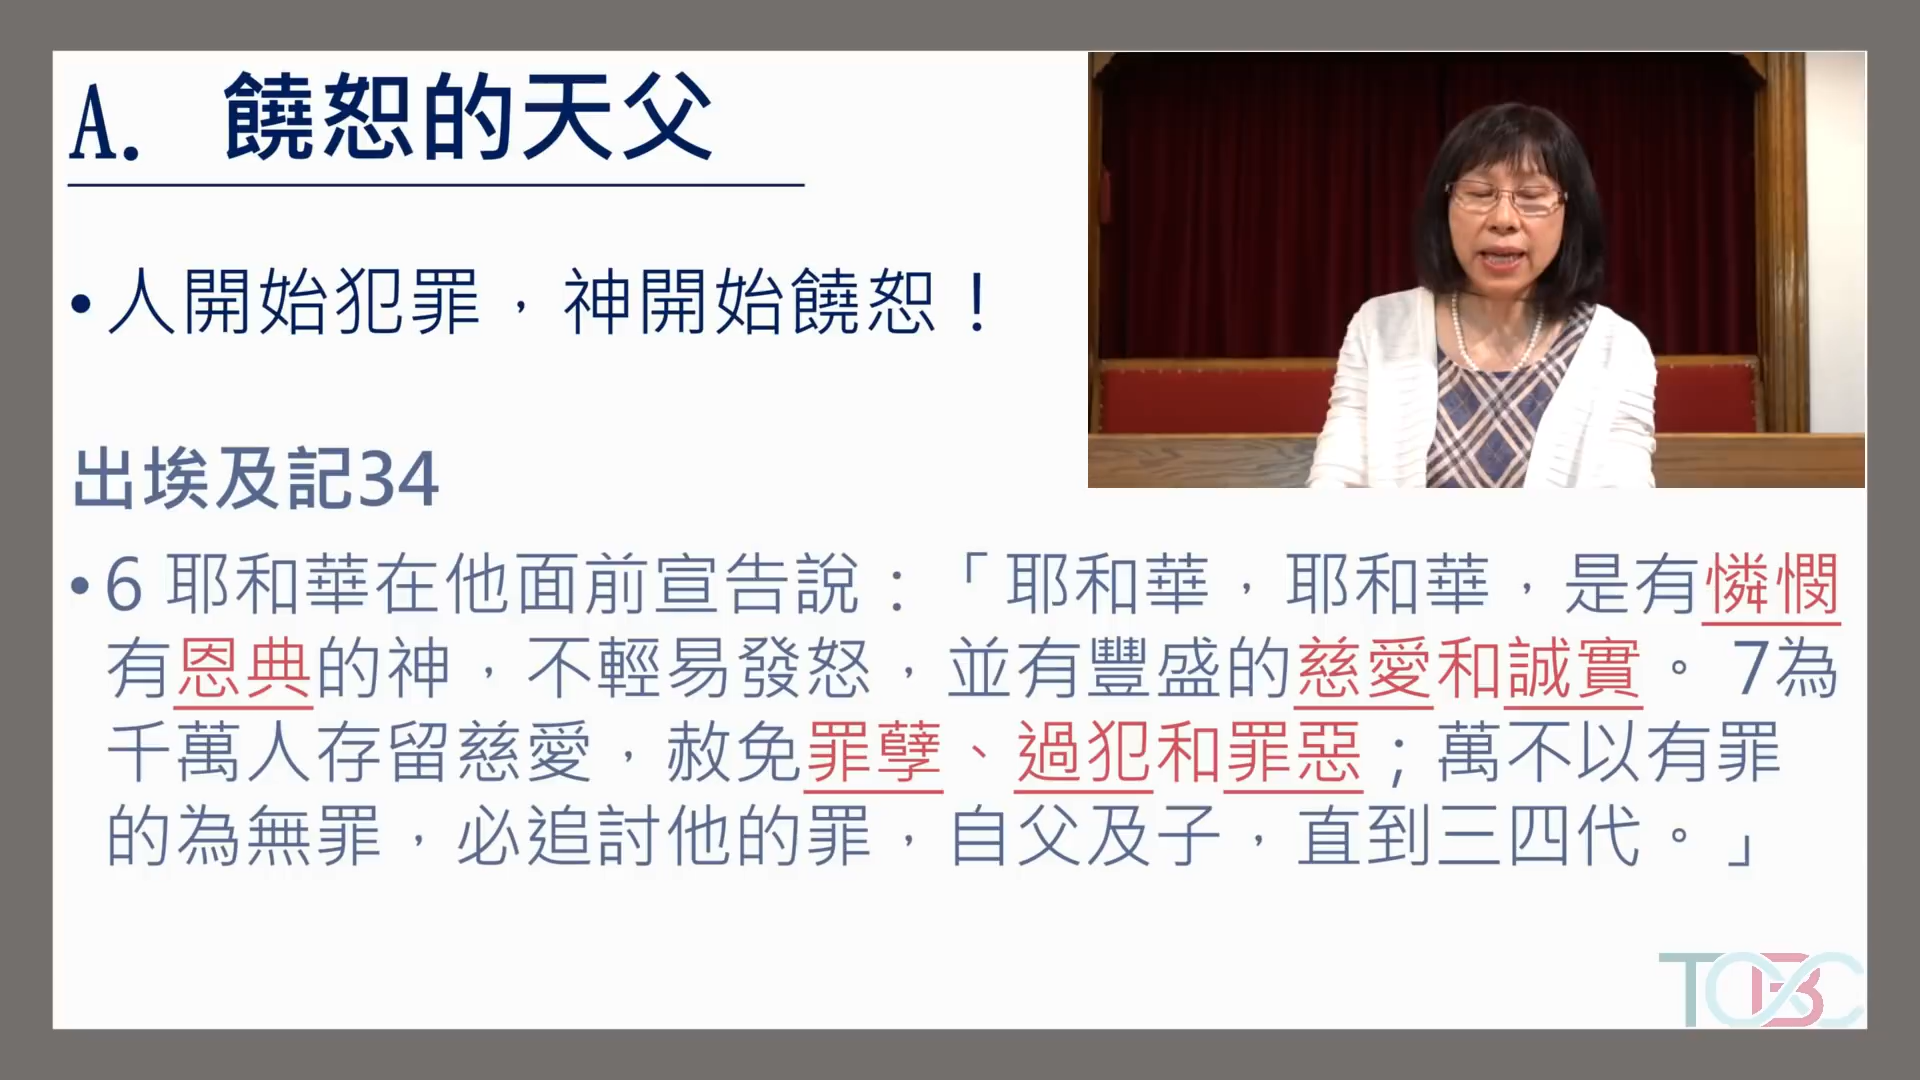 A. 饒恕的天父
•人開始犯罪，神開始饒恕！
出埃及記34
•6 耶和華在他面前宣告說：「耶和華，耶和華，是有憐憫
有恩典的神，不輕易發怒，並有豐盛的慈愛和誠實。 7為
千萬人存留慈愛，赦免罪孽、過犯和罪惡；萬不以有罪
的為無罪，必追討他的罪，自父及子，直到三四代。」
TCBC